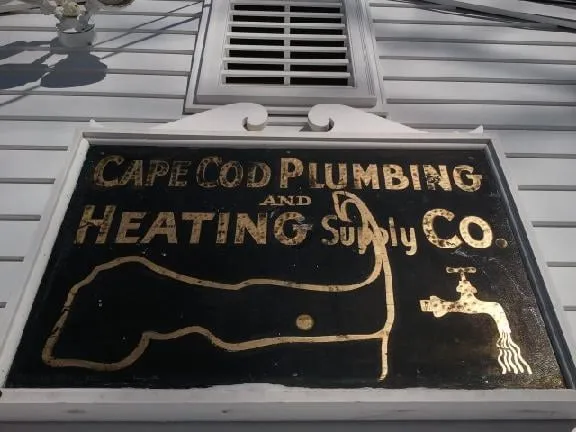 CAPE COD PLUMBING
AND
HEATING Supply CO.